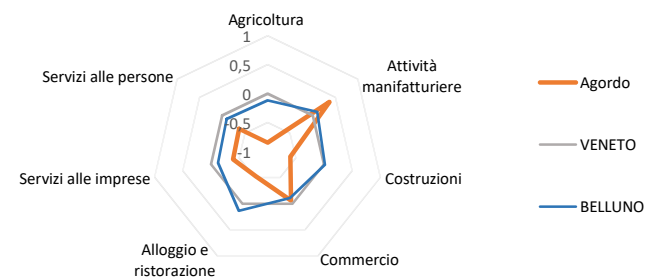 Agricoltura
1
0,5
0
-0,5
-1
Attività
manifatturiere
Costruzioni
Commercio
Alloggio e
ristorazione
Servizi alle imprese
Servizi alle persone
Agordo
VENETO
BELLUNO